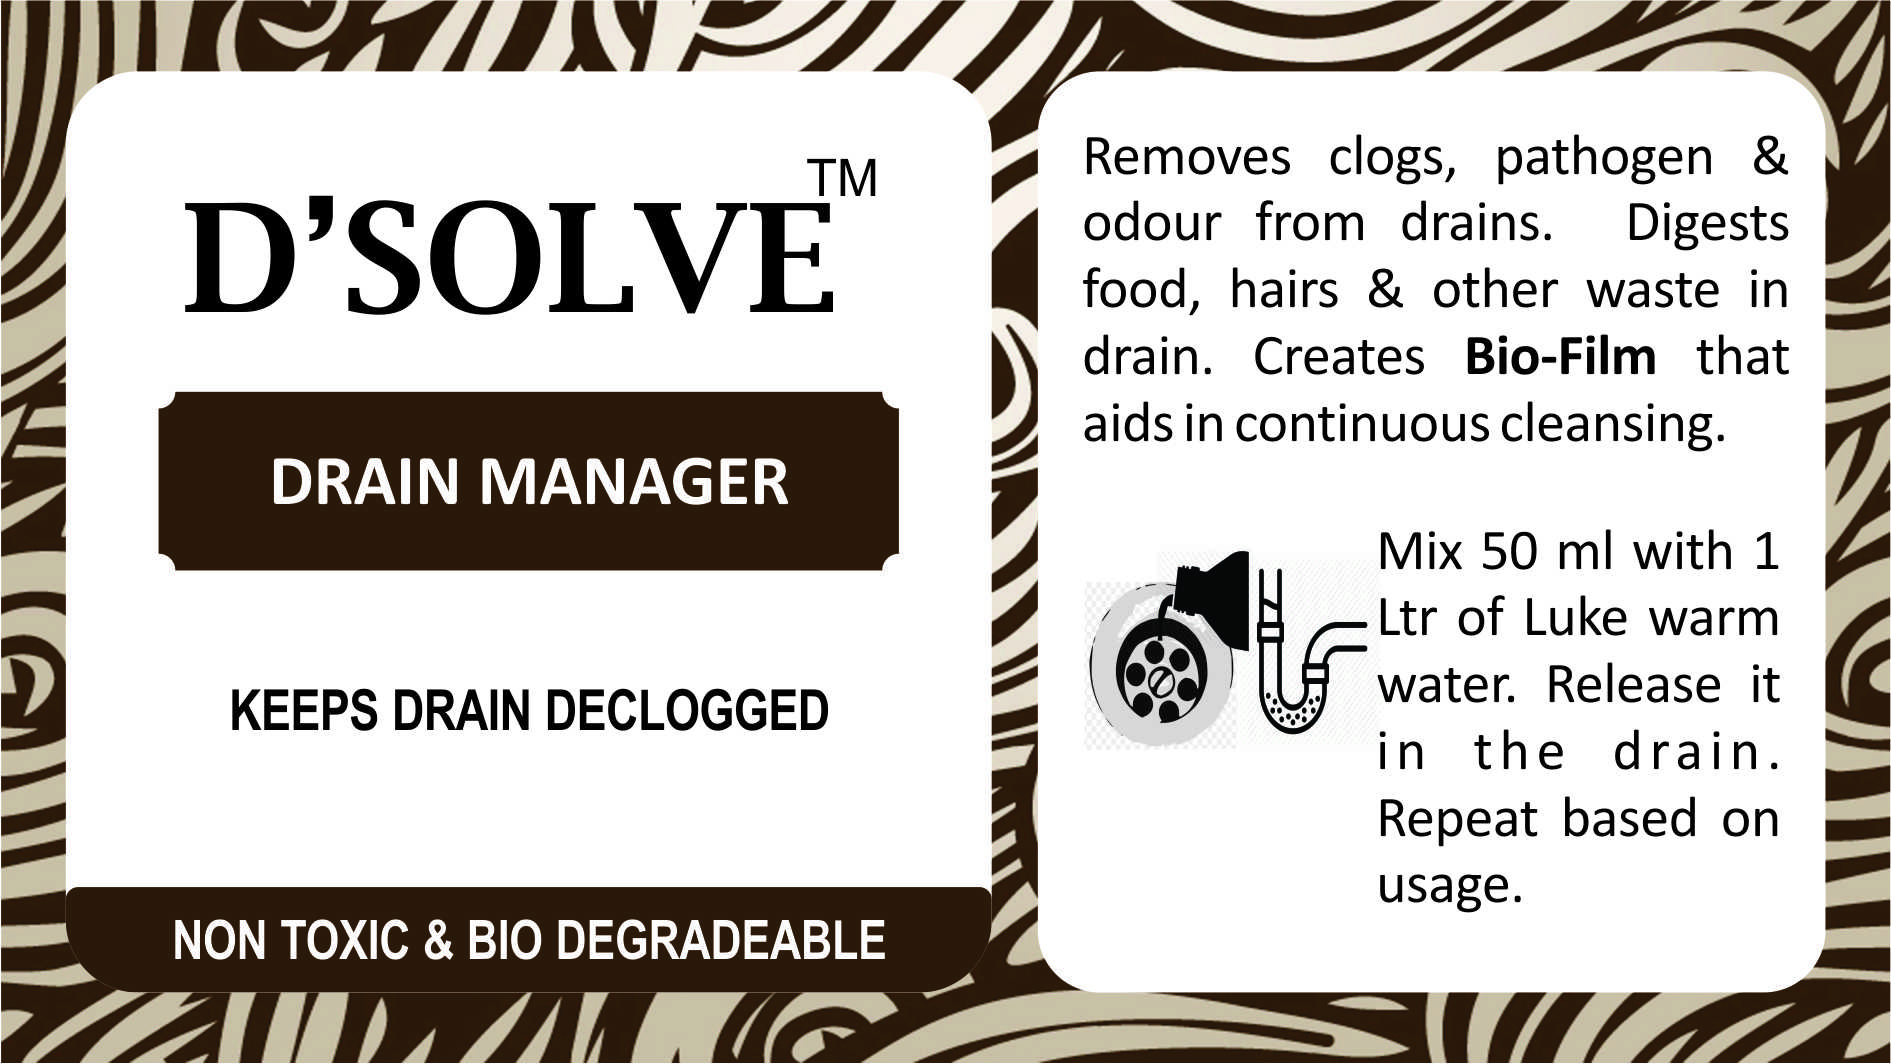 D’SOLVE™
DRAIN MANAGER
KEEPS DRAIN DECLOGGED
NON TOXIC & BIO DEGRADEABLE
Removes clogs, pathogen &
odour from drains. Digests
food, hairs & other waste in
drain. Creates Bio-Film that
aids in continuous cleansing.
Mix 50 ml with 1
Ltr of Luke warm
water. Release it
in the drain.
Repeat based on
usage.